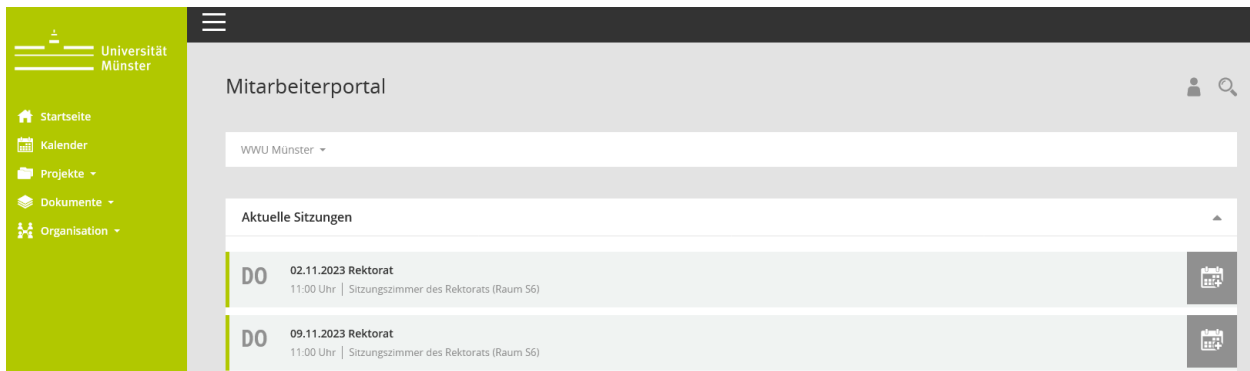 Universität
Münster
Startseite
Kalender
Projekte
Dokumente
Organisation
Mitarbeiterportal
WWU Münster
Aktuelle Sitzungen
DO
02.11.2023 Rektorat
11:00 Uhr | Sitzungszimmer des Rektorats (Raum S6)
DO
09.11.2023 Rektorat
11:00 Uhr | Sitzungszimmer des Rektorats (Raum S6)